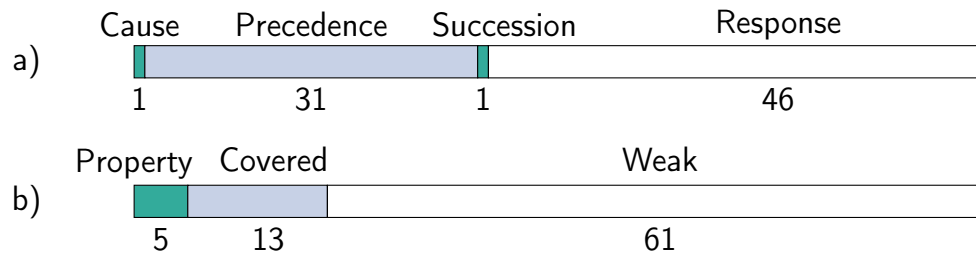 Cause Precedence Succession Response
a)
1 31 1 46
Property Covered Weak
b)
5 13 61